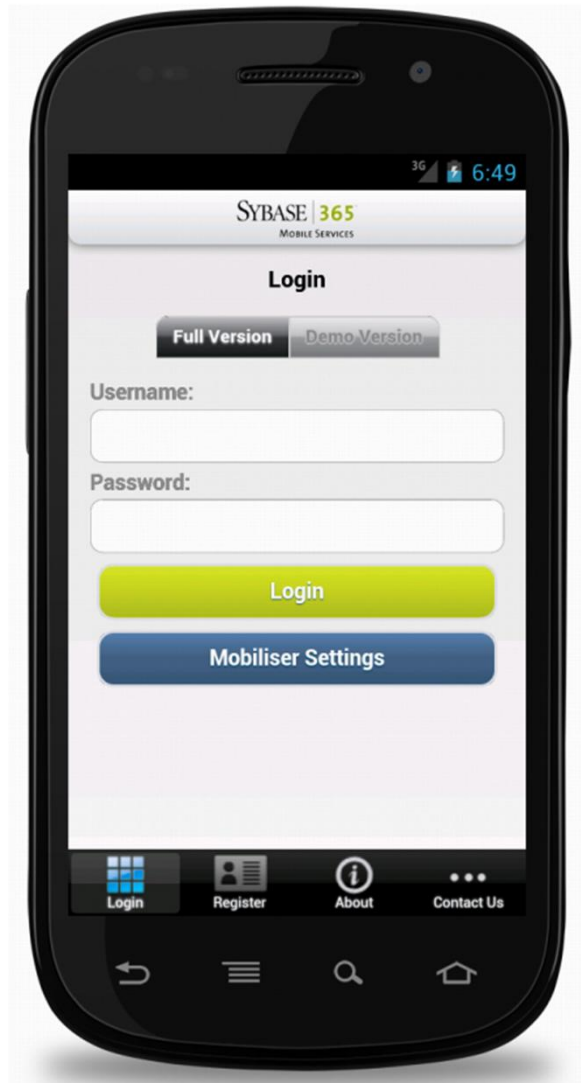 3G 6:49
SYBASE 365
MOBILE SERVICES
Login
Full Version Demo Version
Username:
Password:
Login
Mobiliser Settings
Login Register About Contact Us